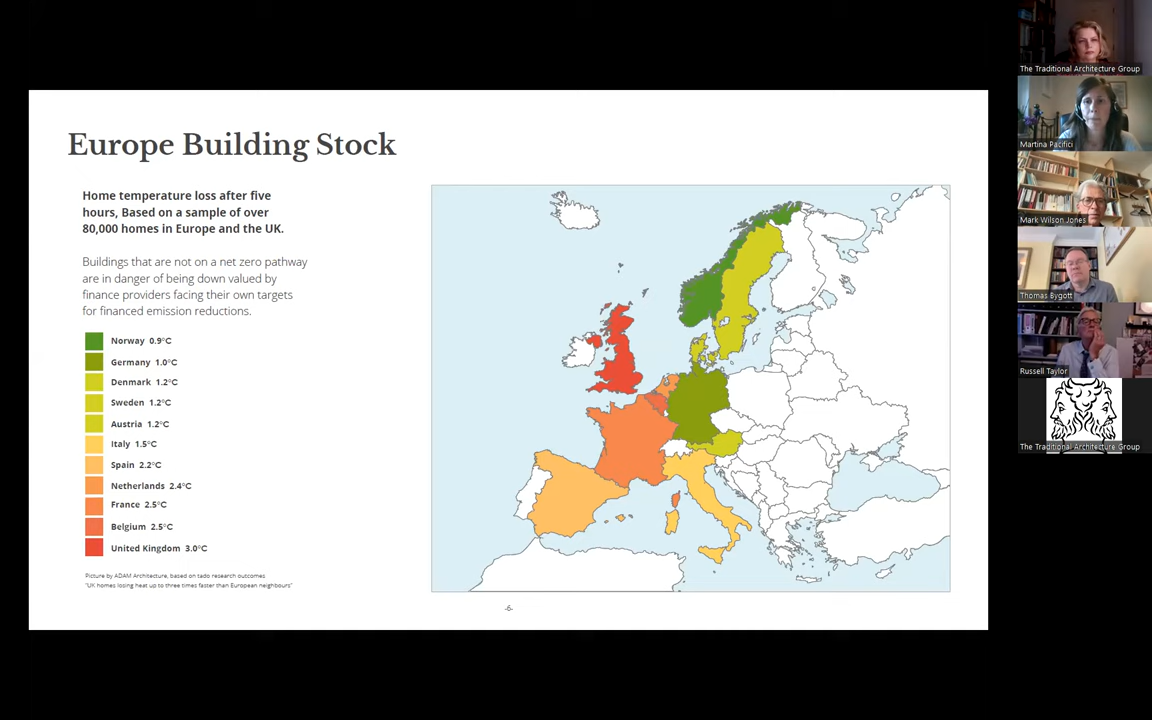 Europe Building Stock
Home temperature loss after five
hours, Based on a sample of over
80,000 homes in Europe and the UK.
Buildings that are not on a net zero pathway
are in danger of being down valued by
finance providers facing their own targets
for financed emission reductions.
Norway 0.9°C
Germany 1.0°C
Denmark 1.2°C
Sweden 1.2°C
Austria 1.2°C
Italy 1.5°C
Spain 2.2°C
Netherlands 2.4°C
France 2.5°C
Belgium 2.5°C
United Kingdom 3.0°C
Picture by ADAM Architecture, based on tado research outcomes
"UK homes losing heat up to three times faster than European neighbours"
-6-
The Traditional Architecture Group
Martina Pacifici
Mark Wilson Jones
Thomas Bygott
Russell Taylor
The Traditional Architecture Group